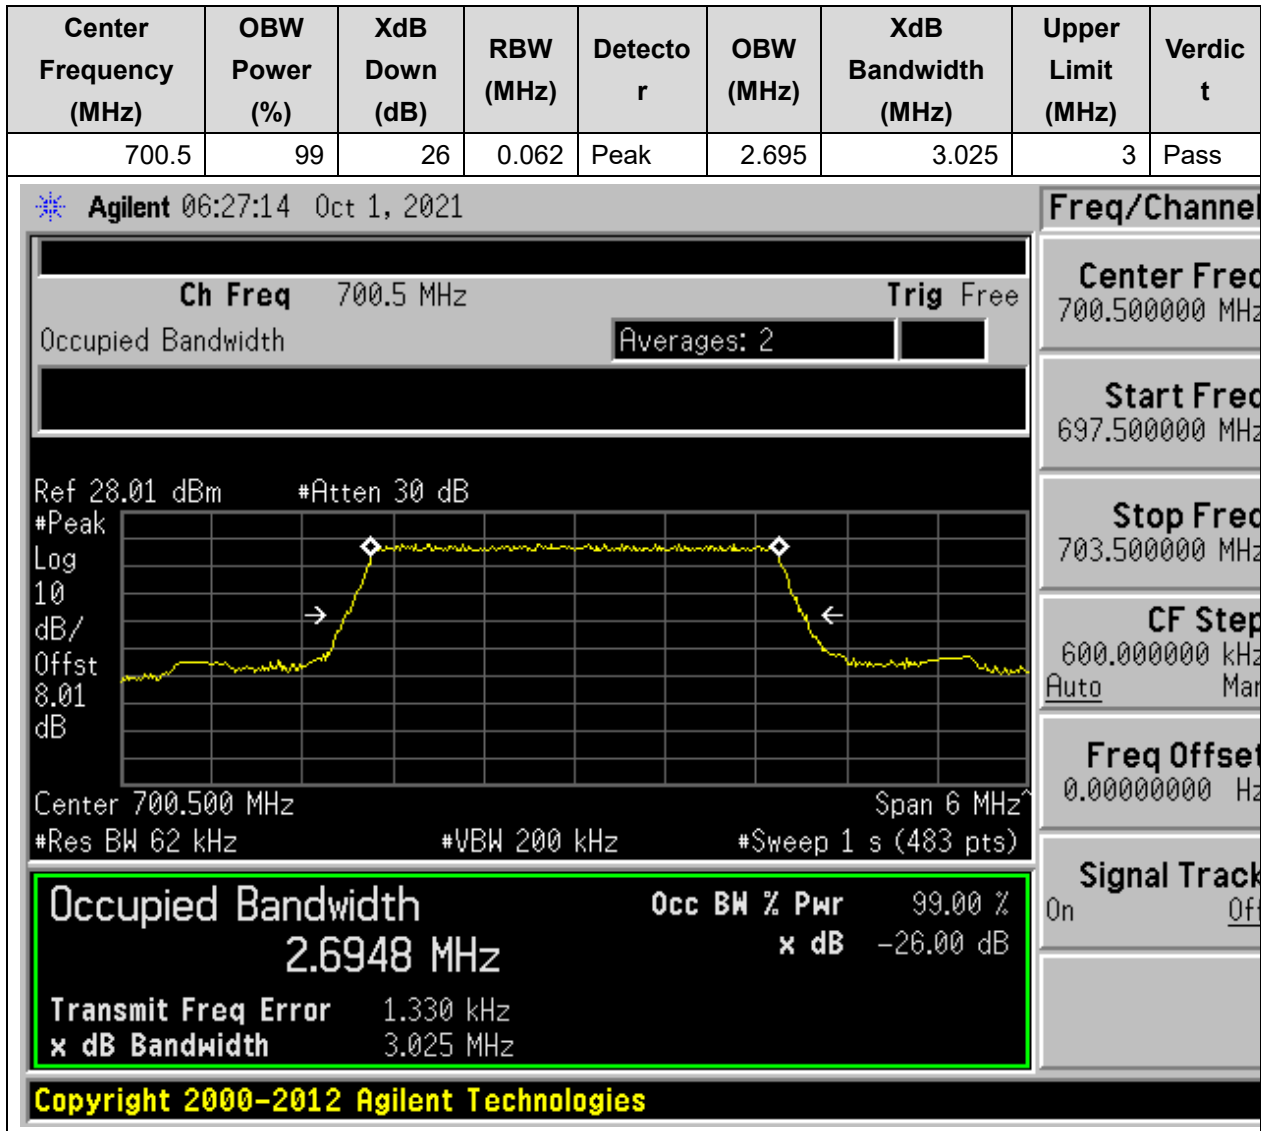 Center Frequency (MHz) OBW Power (%) XdB Down (dB) RBW (MHz) Detector OBW (MHz) XdB Bandwidth (MHz) Upper Limit (MHz) Verdict
700.5 99 26 0.062 Peak 2.695 3.025 3 Pass
Agilent 06:27:14 Oct 1, 2021
Ch Freq 700.5 MHz Trig Free
Occupied Bandwidth Averages: 2
Ref 28.01 dBm #Atten 30 dB
#Peak
Log
10
dB/
Offst
8.01
dB
Center 700.500 MHz Span 6 MHz^
#Res BW 62 kHz #VBW 200 kHz #Sweep 1 s (483 pts)
Occupied Bandwidth Occ BW % Pwr 99.00 %
2.6948 MHz x dB -26.00 dB
Transmit Freq Error 1.330 kHz
x dB Bandwidth 3.025 MHz
Copyright 2000-2012 Agilent Technologies
Freq/Channel
Center Freq
700.500000 MHz
Start Freq
697.500000 MHz
Stop Freq
703.500000 MHz
CF Step
600.000000 kHz
Auto Man
Freq Offset
0.00000000 Hz
Signal Track
On Off